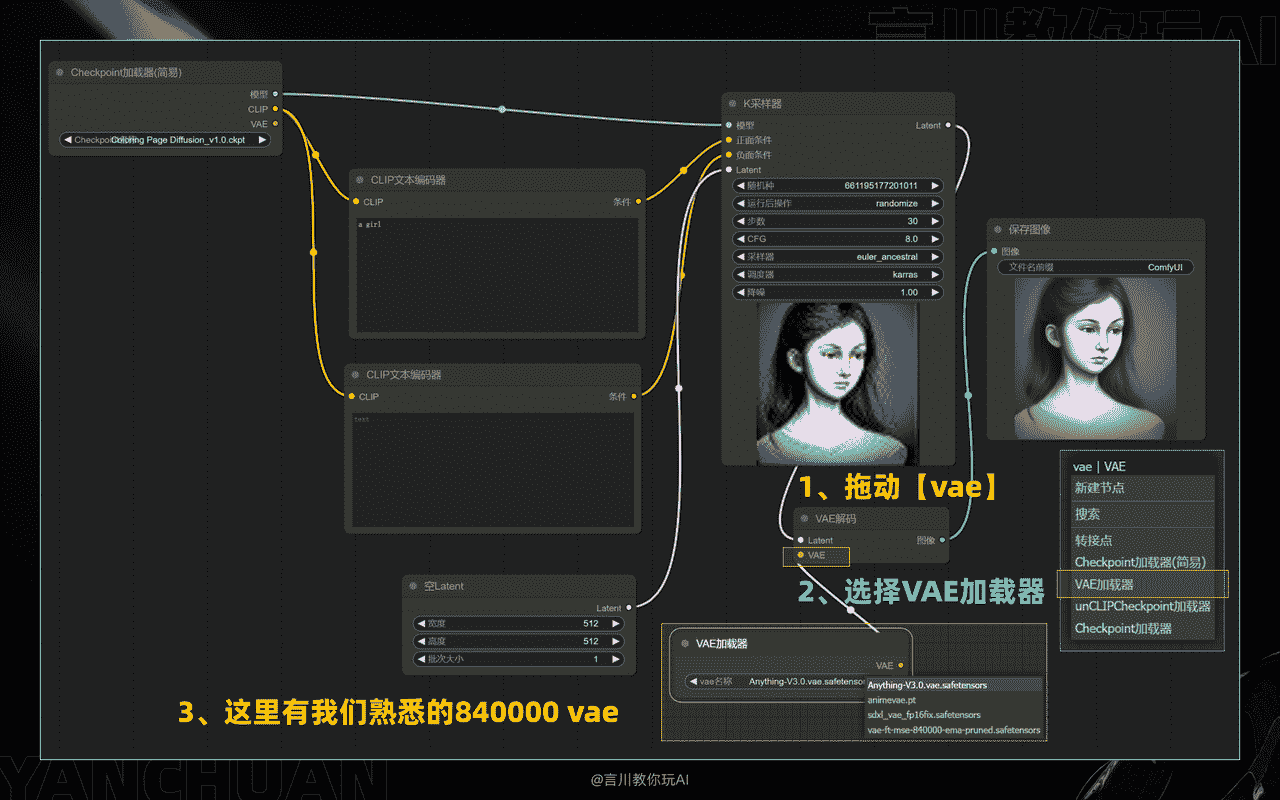 言川教你玩AI
Checkpoint加载器(简易)
模型
CLIP
VAE
Coloring Page Diffusion_v1.0.ckpt
CLIP文本编码器
CLIP
条件
a girl
CLIP文本编码器
CLIP
条件
text
空Latent
Latent
宽度 512
高度 512
批次大小 1
K采样器
模型
Latent
正面条件
负面条件
Latent
随机种 661195177201011
运行后操作 randomize
步数 30
CFG 8.0
采样器 euler_ancestral
调度器 karras
降噪 1.00
保存图像
图像
文件名前缀 ComfyUI
1、拖动【vae】
VAE解码
Latent
图像
VAE
2、选择VAE加载器
vae | VAE
新建节点
搜索
转接点
Checkpoint加载器(简易)
VAE加载器
unCLIPCheckpoint加载器
Checkpoint加载器
VAE加载器
VAE
vae名称 Anything-V3.0.vae.safetensor
Anything-V3.0.vae.safetensors
animevae.pt
sdxl_vae_fp16fix.safetensors
vae-ft-mse-840000-ema-pruned.safetensors
3、这里有我们熟悉的840000 vae
YANCHUAN
@言川教你玩AI